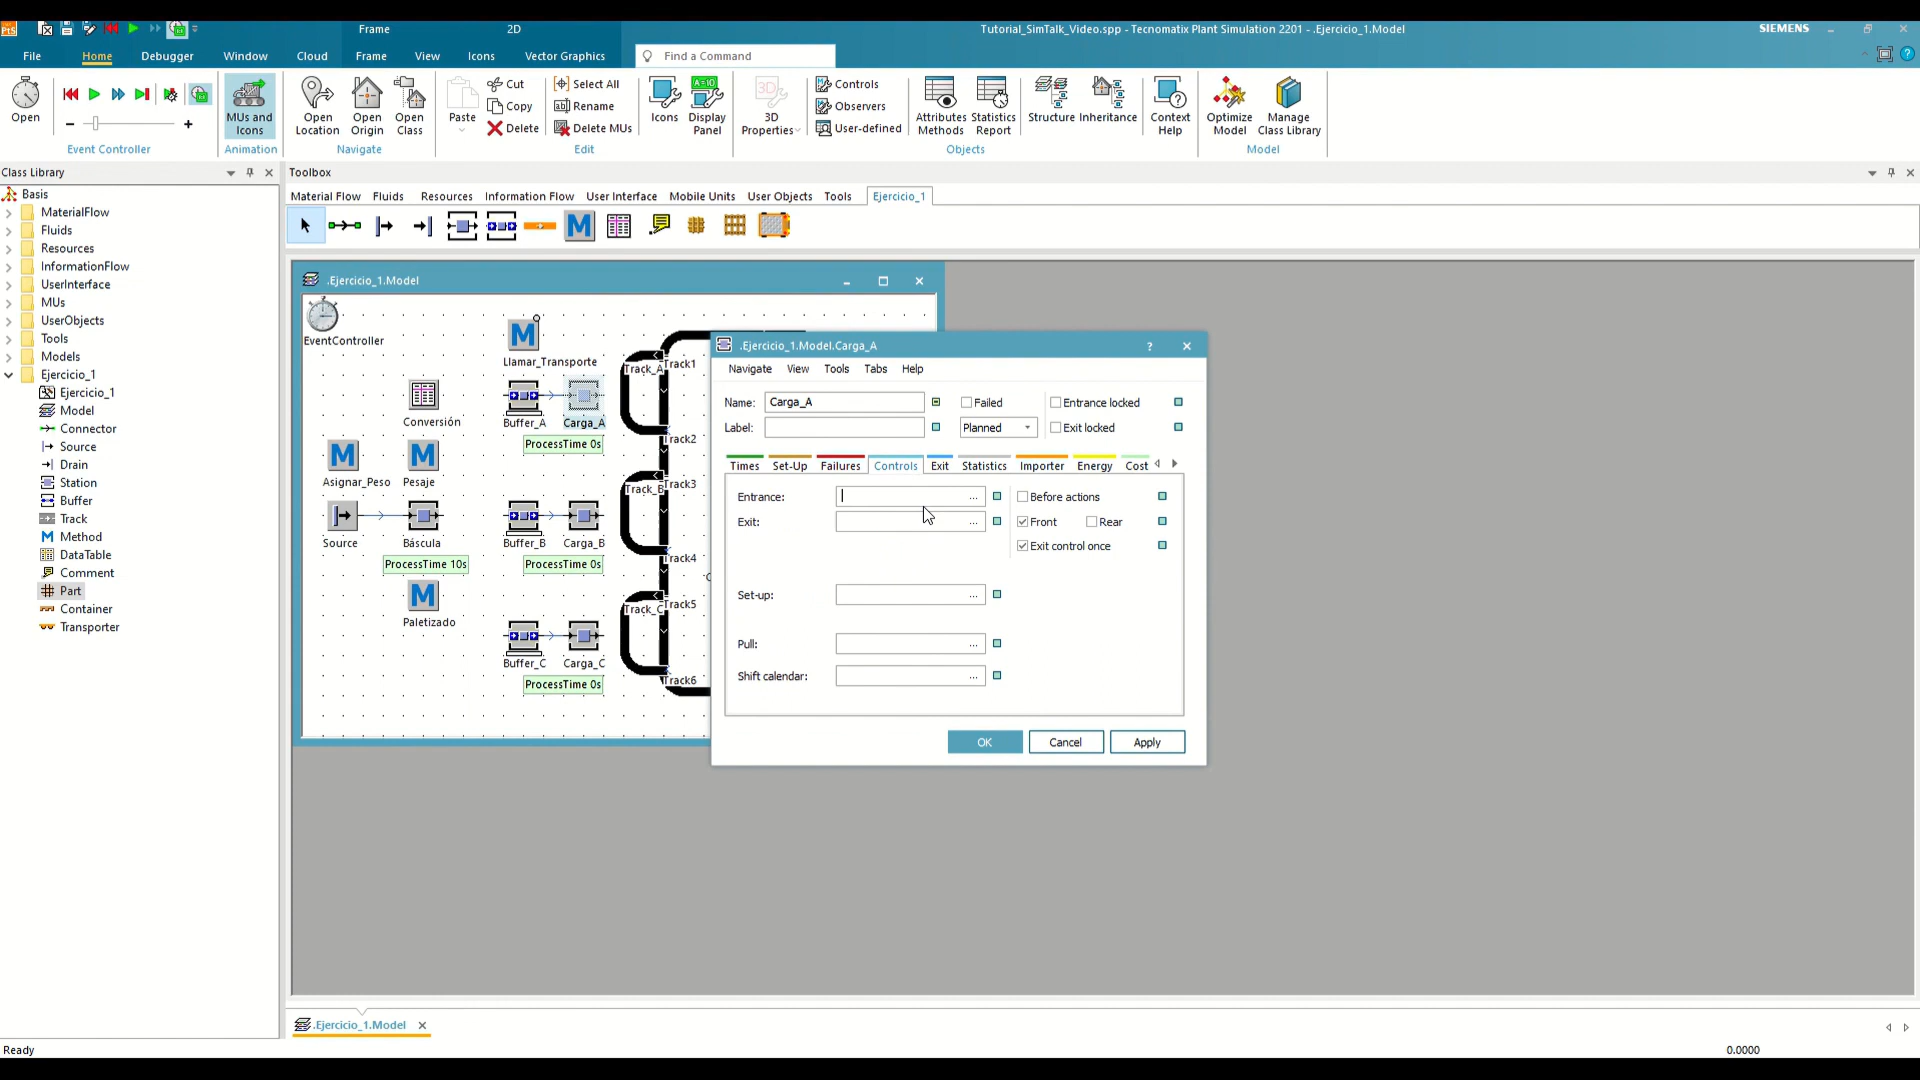 Frame
2D
Tutorial_SimTalk_Video.spp - Tecnomatix Plant Simulation 2201 - .Ejercicio_1.Model
SIEMENS
File
Home
Debugger
Window
Cloud
Frame
View
Icons
Vector Graphics
Find a Command
Open
Event Controller
MUs and Icons
Animation
Open Location
Open Origin
Open Class
Navigate
Paste
Cut
Copy
Delete
Select All
Rename
Delete MUs
Edit
Icons
Display Panel
3D Properties
Controls
Observers
User-defined
Attributes Methods
Statistics Report
Structure
Inheritance
Context Help
Objects
Optimize Model
Manage Class Library
Model
Class Library
Toolbox
Basis
MaterialFlow
Fluids
Resources
InformationFlow
UserInterface
MUs
UserObjects
Tools
Models
Ejercicio_1
Ejercicio_1
Model
Connector
Source
Drain
Station
Buffer
Track
Method
DataTable
Comment
Part
Container
Transporter
Material Flow
Fluids
Resources
Information Flow
User Interface
Mobile Units
User Objects
Tools
Ejercicio_1
.Ejercicio_1.Model
EventController
Llamar_Transporte
Conversión
Buffer_A
Carga_A
ProcessTime 0s
Asignar_Peso
Pesaje
Source
Báscula
ProcessTime 10s
Paletizado
Buffer_B
Carga_B
ProcessTime 0s
Buffer_C
Carga_C
ProcessTime 0s
Track_A
Track1
Track2
Track_B
Track3
Track4
Track_C
Track5
Track6
.Ejercicio_1.Model.Carga_A
Navigate
View
Tools
Tabs
Help
Name:
Carga_A
Failed
Entrance locked
Label:
Planned
Exit locked
Times
Set-Up
Failures
Controls
Exit
Statistics
Importer
Energy
Cost
Entrance:
...
Before actions
Exit:
...
Front
Rear
Exit control once
Set-up:
...
Pull:
...
Shift calendar:
...
OK
Cancel
Apply
.Ejercicio_1.Model
Ready
0.0000